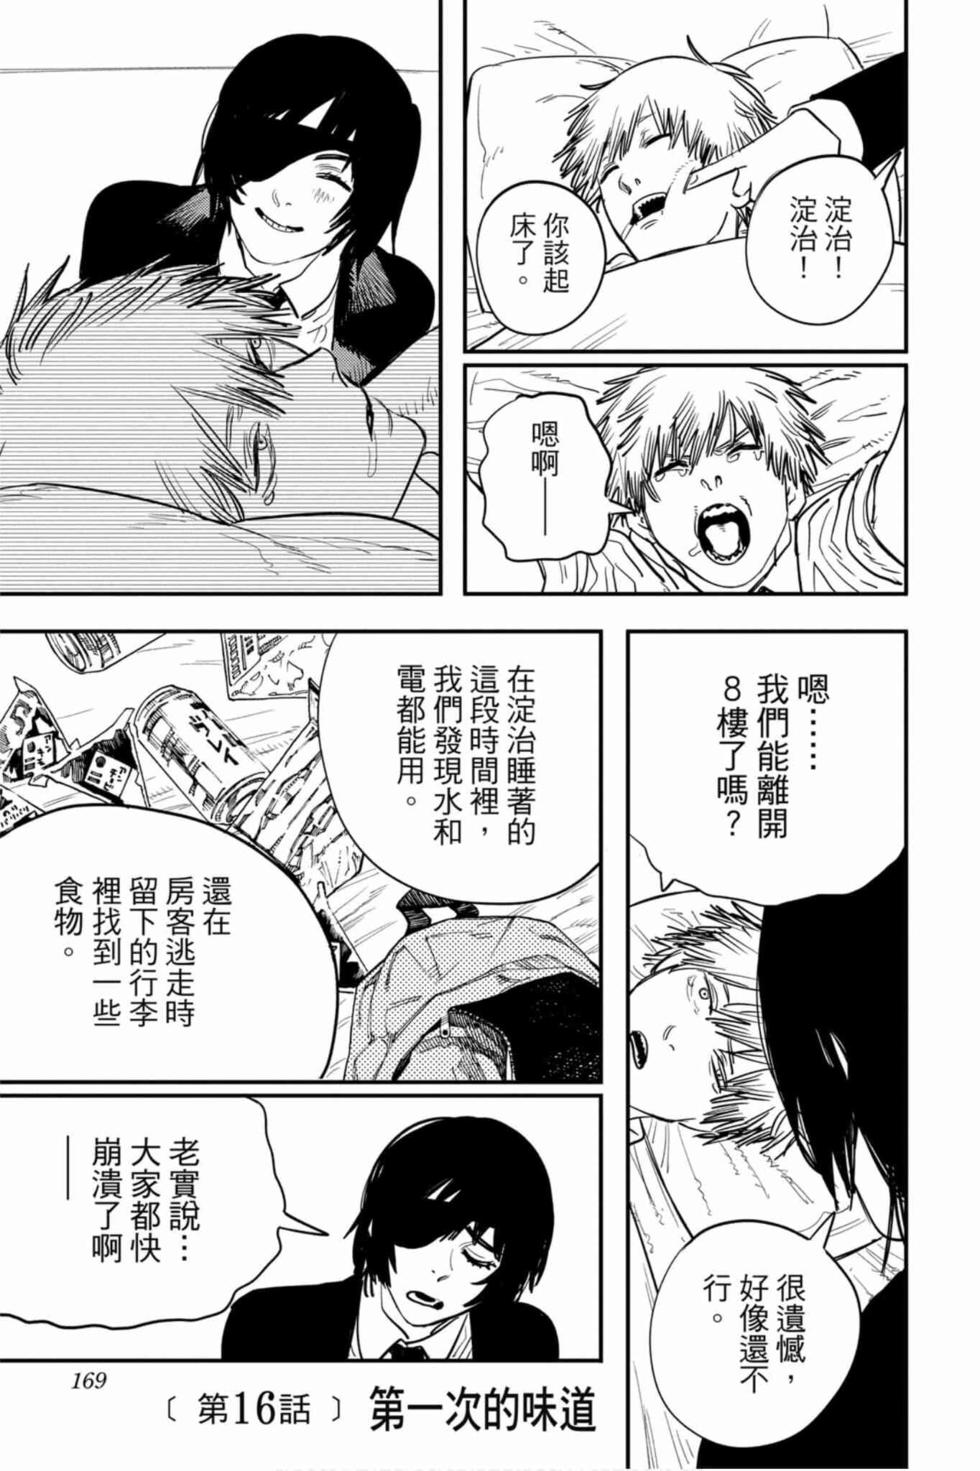 淀治！
淀治！
你該起
床了。
嗯啊——
嗯……
我們能離開
8樓了嗎？
很遺憾，
好像還不
行。
在淀治睡著的
這段時間裡，
我們發現水和
電都能用。
還在
房客逃走時
留下的行李
裡找到一些
食物。
老實說…
大家都快
崩潰了啊
——
169
〔第16話〕 第一次的味道